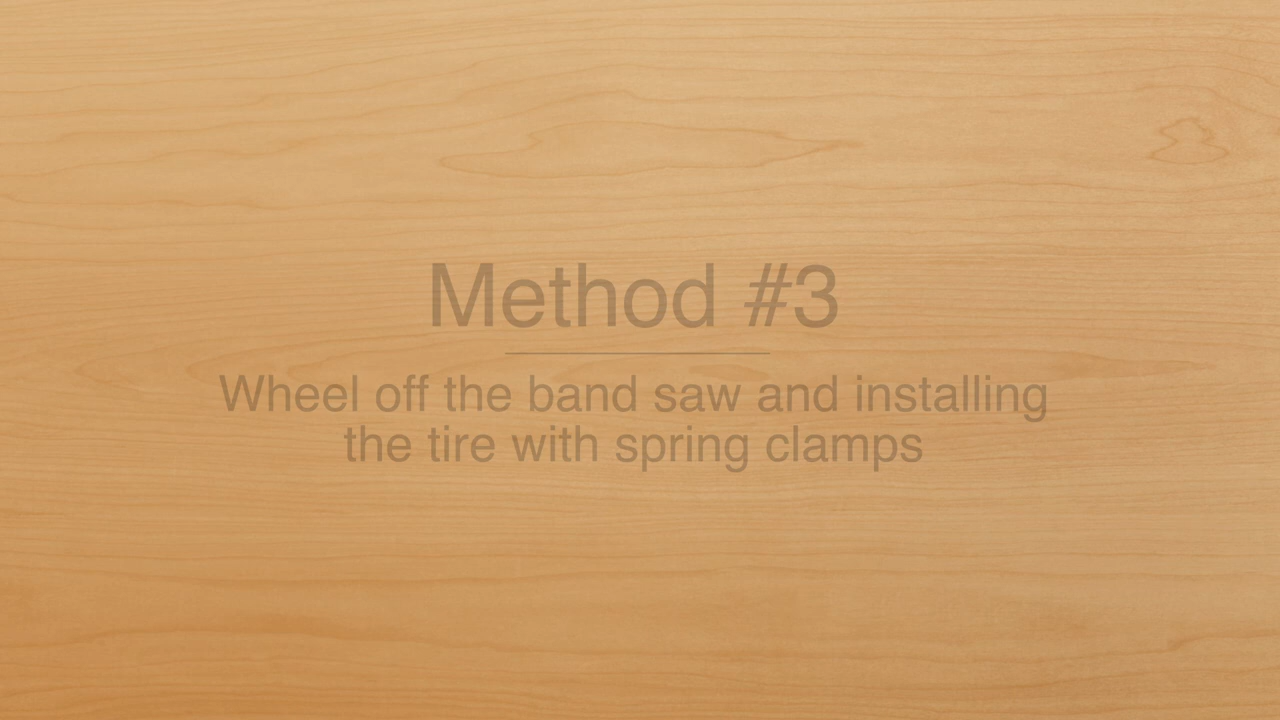 Method #3
Wheel off the band saw and installing
the tire with spring clamps